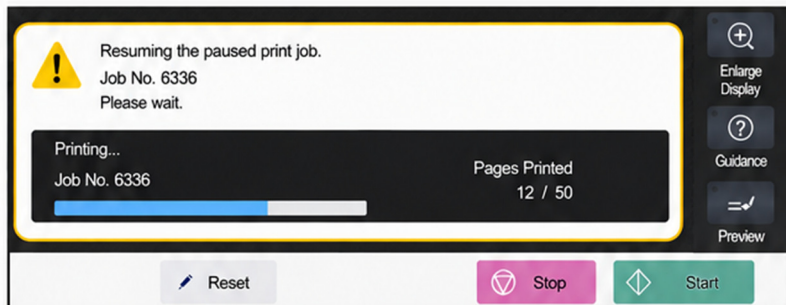 Resuming the paused print job.
Job No. 6336
Please wait.
Printing...
Job No. 6336
Pages Printed
12 / 50
Enlarge
Display
Guidance
Preview
Reset
Stop
Start